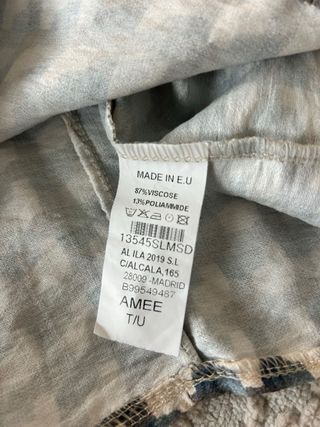 MADE IN E.U
87%VISCOSE
13%POLIAMMIDE
13545SLMSD
AL ILA 2019 S.L
C/ALCALA,165
28009 -MADRID
B99549487
AMEE
T/U